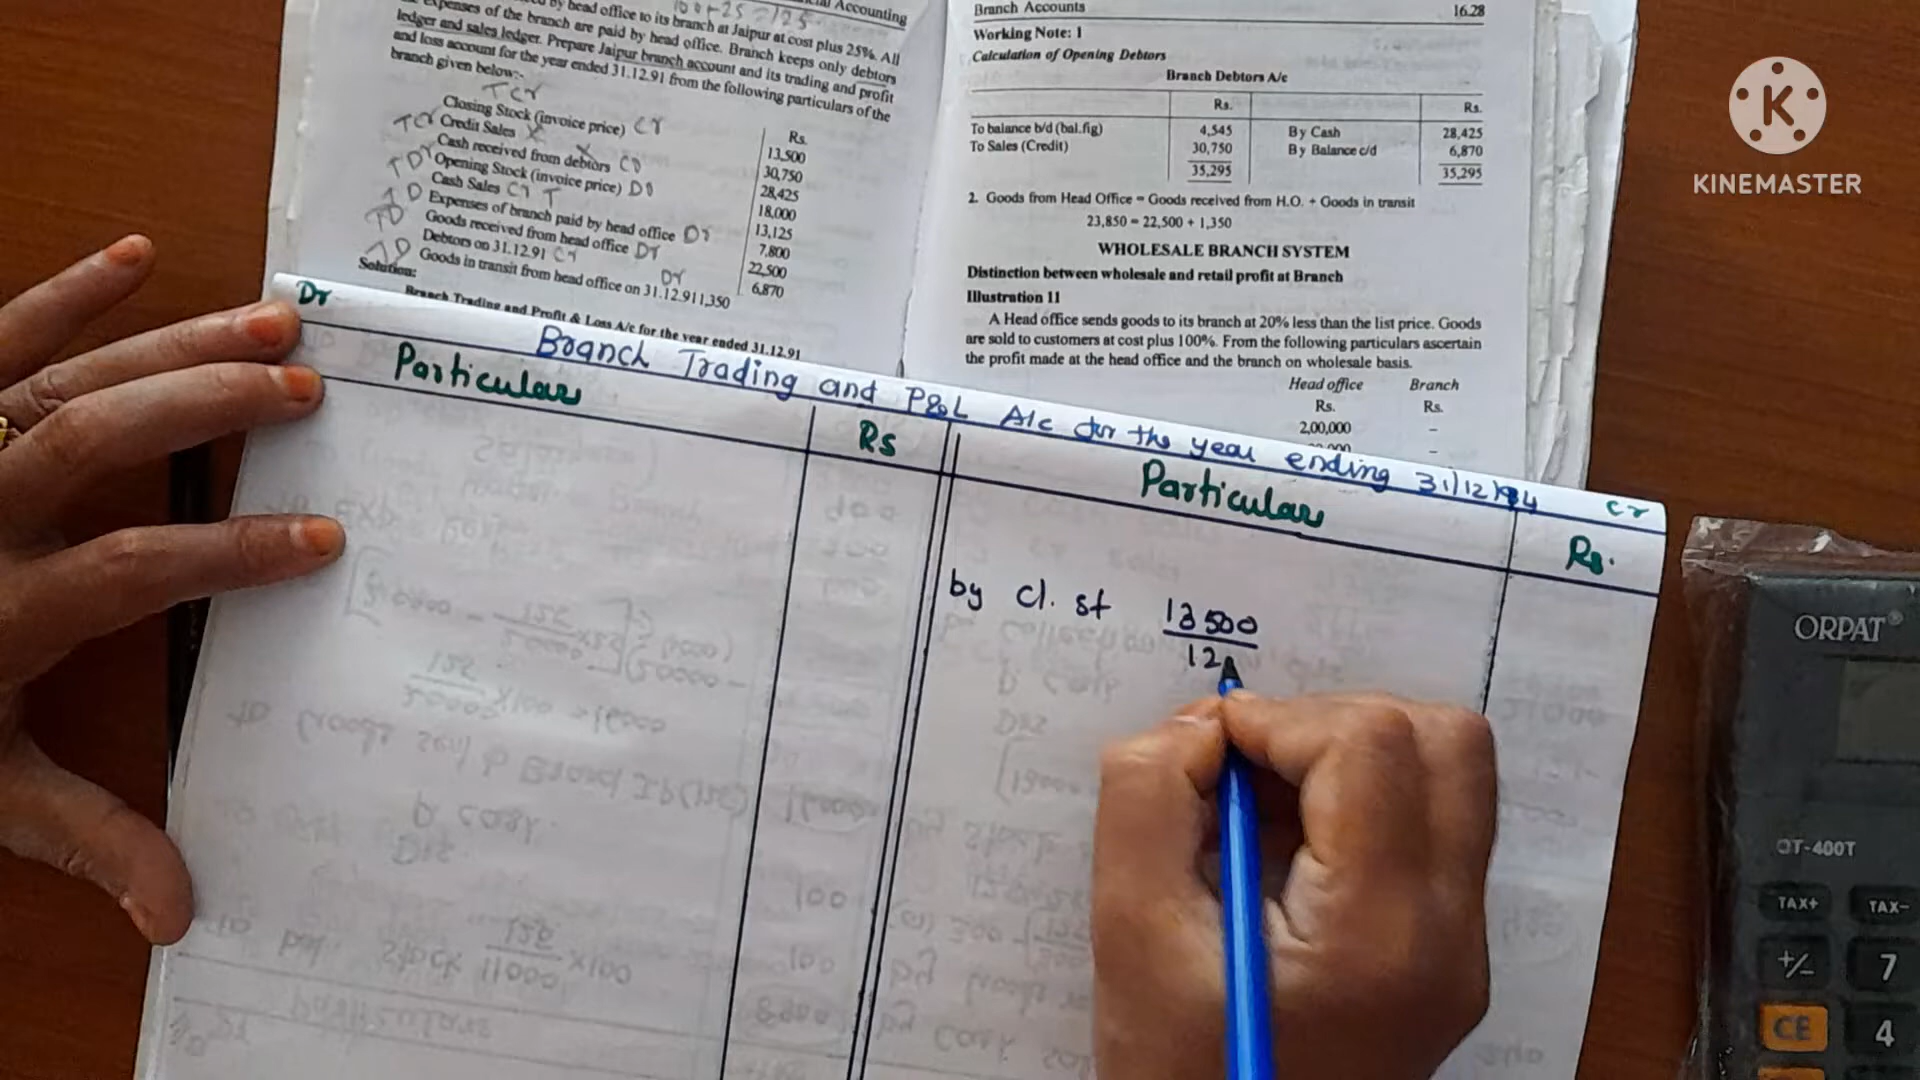 Accounting
by head office to its branch at Jaipur at cost plus 25%. All
expenses of the branch are paid by head office. Branch keeps only debtors
ledger and sales ledger. Prepare Jaipur branch account and its trading and profit
and loss account for the year ended 31.12.91 from the following particulars of the
branch given below:-
TCr
Rs.
Closing Stock (invoice price) Cr 13,500
TCr Credit Sales X 30,750
Cash received from debtors 28,425
TDr Opening Stock (invoice price) 18,000
Cash Sales Cr T 13,125
Expenses of branch paid by head office Dr 7,800
Goods received from head office Dr 22,500
Debtors on 31.12.91 Cr 6,870
Goods in transit from head office on 31.12.911,350 Dr
Solution:
Branch Trading and Profit & Loss A/c for the year ended 31.12.91
Branch Accounts 16.28
Working Note: 1
Calculation of Opening Debtors
Branch Debtors A/c
Rs. Rs.
To balance b/d (bal.fig) 4,545 By Cash 28,425
To Sales (Credit) 30,750 By Balance c/d 6,870
35,295 35,295
2. Goods from Head Office = Goods received from H.O. + Goods in transit
23,850 = 22,500 + 1,350
WHOLESALE BRANCH SYSTEM
Distinction between wholesale and retail profit at Branch
Illustration 11
A Head office sends goods to its branch at 20% less than the list price. Goods
are sold to customers at cost plus 100%. From the following particulars ascertain
the profit made at the head office and the branch on wholesale basis.
Head office Branch
Rs. Rs.
2,00,000 –
–
K
KINEMASTER
Dr Branch Trading and P&L A/c for the year ending 31/12/94 Cr
Particular Rs Particular Rs.
by Cl. st 13500
12
ORPAT®
OT-400T
TAX+ TAX-
+/- 7
CE 4